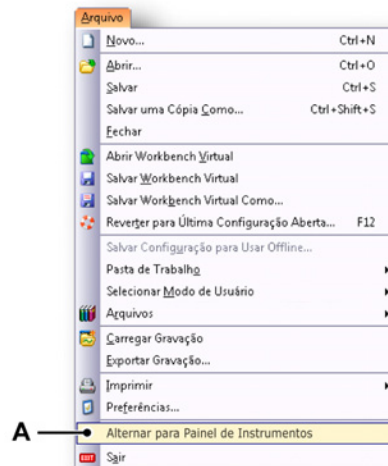 Arquivo
Novo... Ctrl+N
Abrir... Ctrl+O
Salvar Ctrl+S
Salvar uma Cópia Como... Ctrl+Shift+S
Fechar
Abrir Workbench Virtual
Salvar Workbench Virtual
Salvar Workbench Virtual Como...
Reverter para Última Configuração Aberta... F12
Salvar Configuração para Usar Offline...
Pasta de Trabalho
Selecionar Modo de Usuário
Arquivos
Carregar Gravação
Exportar Gravação...
Imprimir
Preferências...
A Alternar para Painel de Instrumentos
EXIT Sair